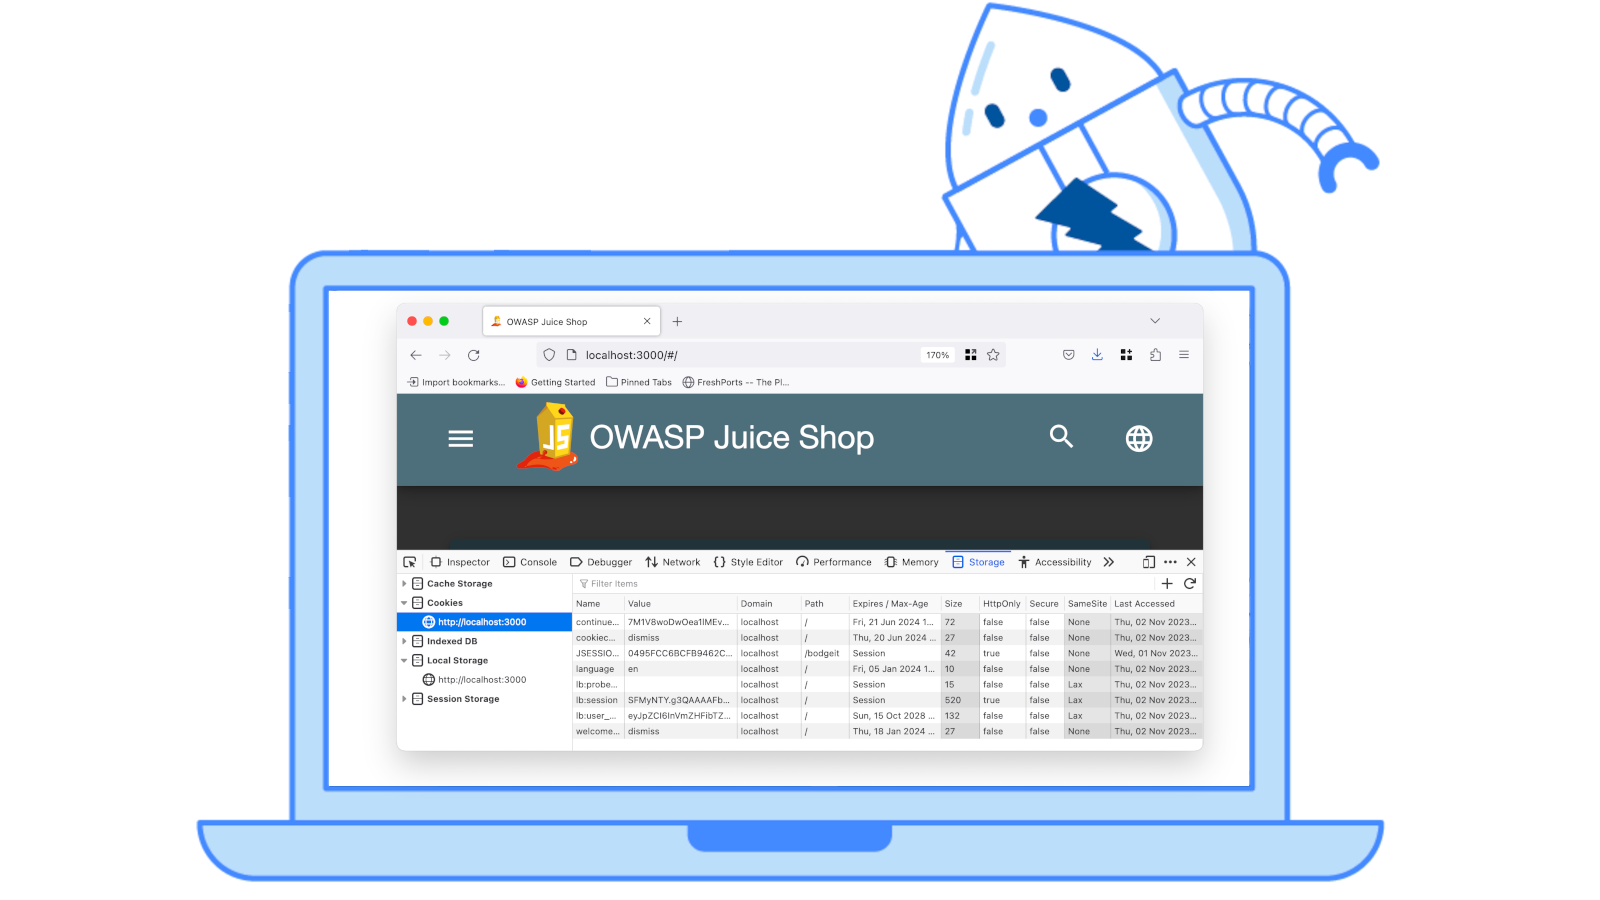 OWASP Juice Shop
localhost:3000/#/ 170%
Import bookmarks... Getting Started Pinned Tabs FreshPorts -- The Pl...
JS OWASP Juice Shop
Inspector Console Debugger Network Style Editor Performance Memory Storage Accessibility
Cache Storage
Cookies
http://localhost:3000
Indexed DB
Local Storage
http://localhost:3000
Session Storage
Filter Items
Name Value Domain Path Expires / Max-Age Size HttpOnly Secure SameSite Last Accessed
continue... 7M1V8woDwOea1lMEv... localhost / Fri, 21 Jun 2024 1... 72 false false None Thu, 02 Nov 2023...
cookiec... dismiss localhost / Thu, 20 Jun 2024 ... 27 false false None Thu, 02 Nov 2023...
JSESSIO... 0495FCC6BCFB9462C... localhost /bodgeit Session 42 true false None Wed, 01 Nov 2023...
language en localhost / Fri, 05 Jan 2024 1... 10 false false None Thu, 02 Nov 2023...
lb:probe... localhost / Session 15 false false Lax Thu, 02 Nov 2023...
lb:session SFMyNTY.g3QAAAAFb... localhost / Session 520 true false Lax Thu, 02 Nov 2023...
lb:user_... eyJpZCI6InVmZHFibTZ... localhost / Sun, 15 Oct 2028 ... 132 false false Lax Thu, 02 Nov 2023...
welcome... dismiss localhost / Thu, 18 Jan 2024 ... 27 false false None Thu, 02 Nov 2023...